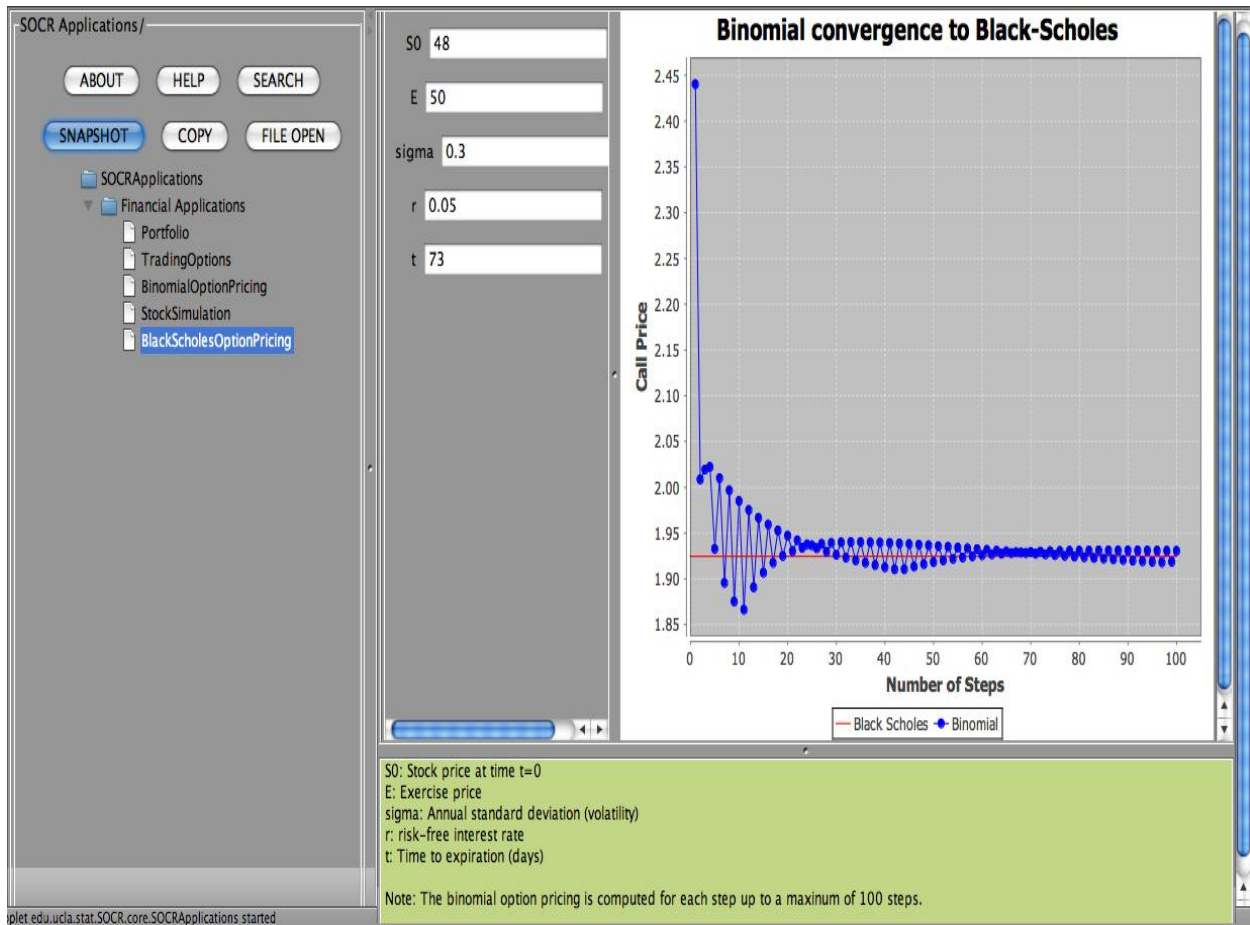 SOCR Applications/
ABOUT HELP SEARCH
SNAPSHOT COPY FILE OPEN
SOCRApplications
Financial Applications
Portfolio
TradingOptions
BinomialOptionPricing
StockSimulation
BlackScholesOptionPricing
S0 48
E 50
sigma 0.3
r 0.05
t 73
Binomial convergence to Black-Scholes
Call Price
2.45
2.40
2.35
2.30
2.25
2.20
2.15
2.10
2.05
2.00
1.95
1.90
1.85
0 10 20 30 40 50 60 70 80 90 100
Number of Steps
Black Scholes Binomial
S0: Stock price at time t=0
E: Exercise price
sigma: Annual standard deviation (volatility)
r: risk-free interest rate
t: Time to expiration (days)
Note: The binomial option pricing is computed for each step up to a maxinum of 100 steps.
plet edu.ucla.stat.SOCR.core.SOCRApplications started